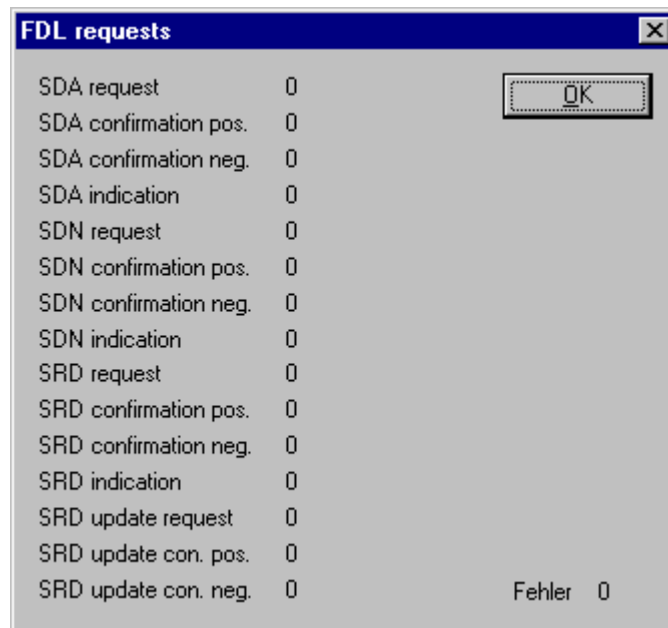 FDL requests
SDA request 0
OK
SDA confirmation pos. 0
SDA confirmation neg. 0
SDA indication 0
SDN request 0
SDN confirmation pos. 0
SDN confirmation neg. 0
SDN indication 0
SRD request 0
SRD confirmation pos. 0
SRD confirmation neg. 0
SRD indication 0
SRD update request 0
SRD update con. pos. 0
SRD update con. neg. 0
Fehler 0